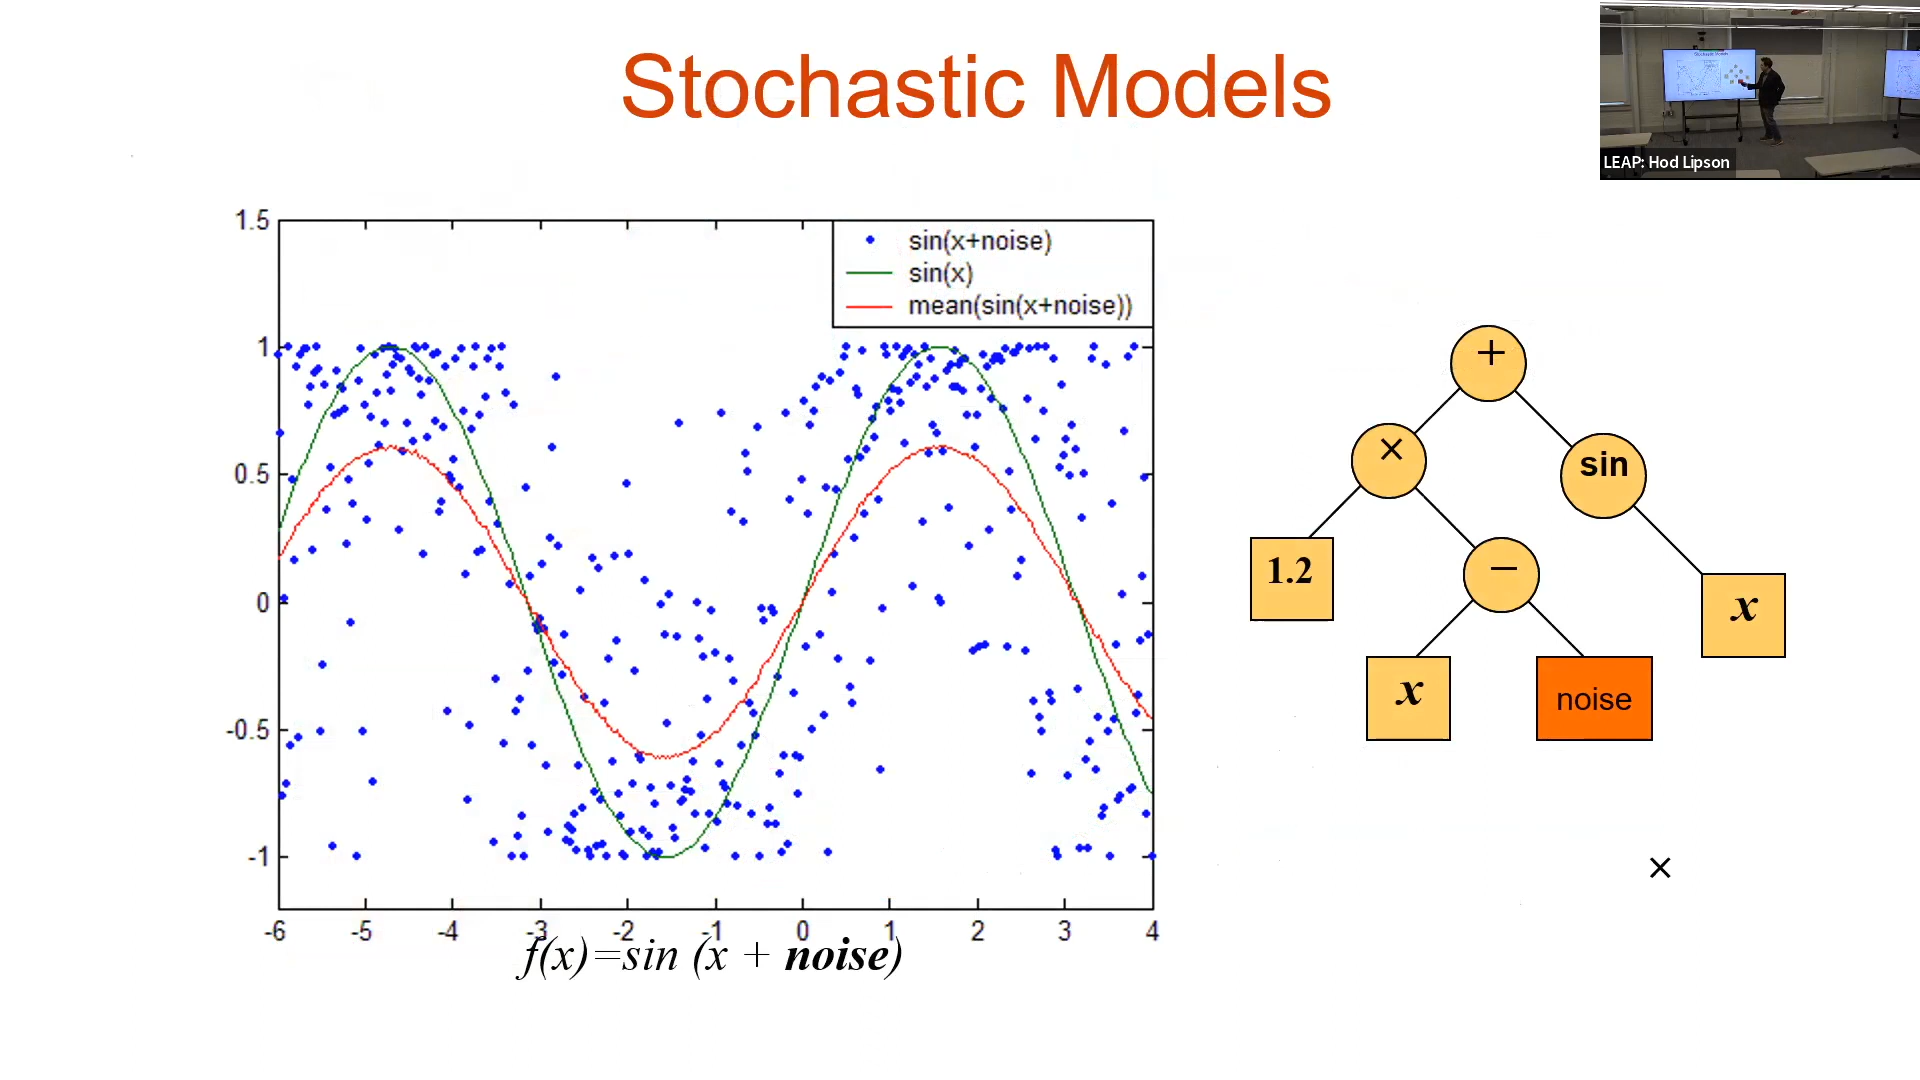 Stochastic Models
LEAP: Hod Lipson
1.5
1
0.5
0
-0.5
-1
-6 -5 -4 -3 -2 -1 0 1 2 3 4
sin(x+noise)
sin(x)
mean(sin(x+noise))
f(x)=sin (x + noise)
+
×
sin
1.2
−
x
x
noise
×